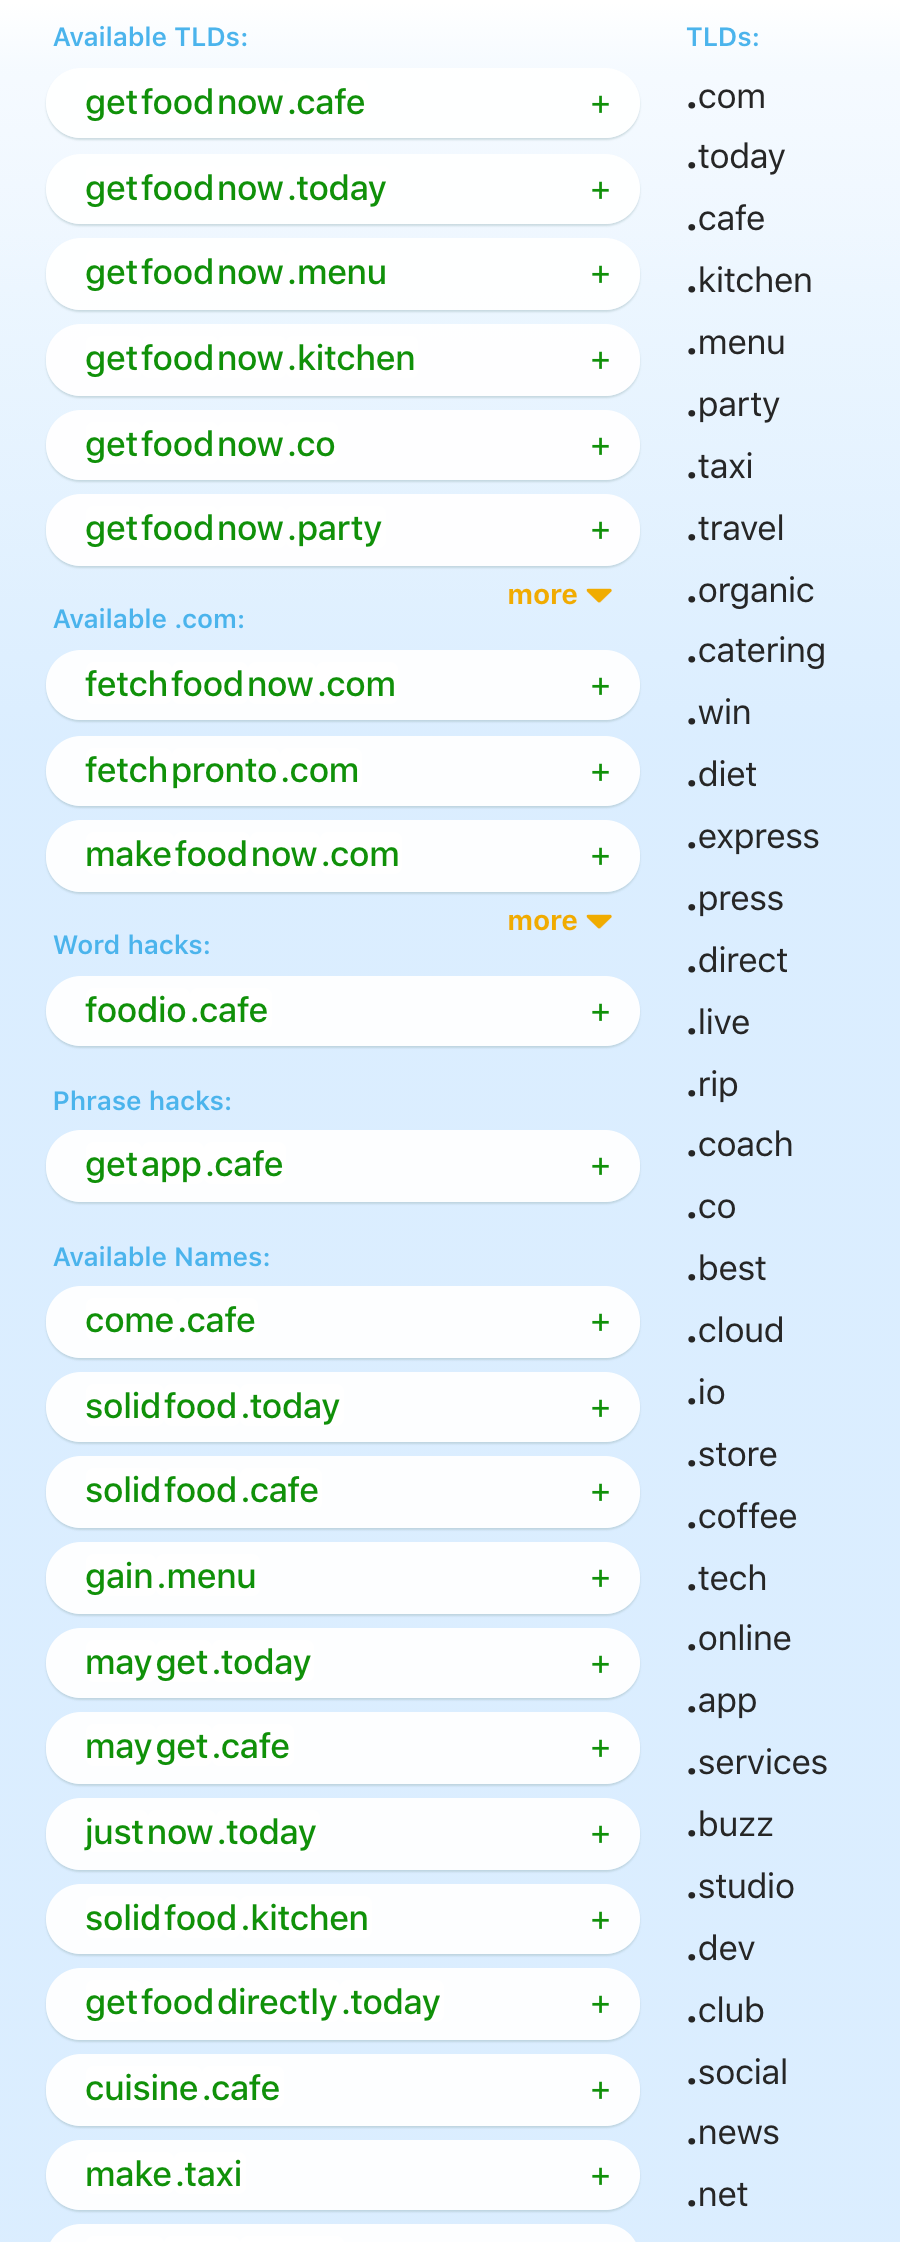 Available TLDs:
getfoodnow.cafe +
getfoodnow.today +
getfoodnow.menu +
getfoodnow.kitchen +
getfoodnow.co +
getfoodnow.party +
more
Available .com:
fetchfoodnow.com +
fetchpronto.com +
makefoodnow.com +
more
Word hacks:
foodio.cafe +
Phrase hacks:
getapp.cafe +
Available Names:
come.cafe +
solidfood.today +
solidfood.cafe +
gain.menu +
mayget.today +
mayget.cafe +
justnow.today +
solidfood.kitchen +
getfooddirectly.today +
cuisine.cafe +
make.taxi +
TLDs:
.com
.today
.cafe
.kitchen
.menu
.party
.taxi
.travel
.organic
.catering
.win
.diet
.express
.press
.direct
.live
.rip
.coach
.co
.best
.cloud
.io
.store
.coffee
.tech
.online
.app
.services
.buzz
.studio
.dev
.club
.social
.news
.net